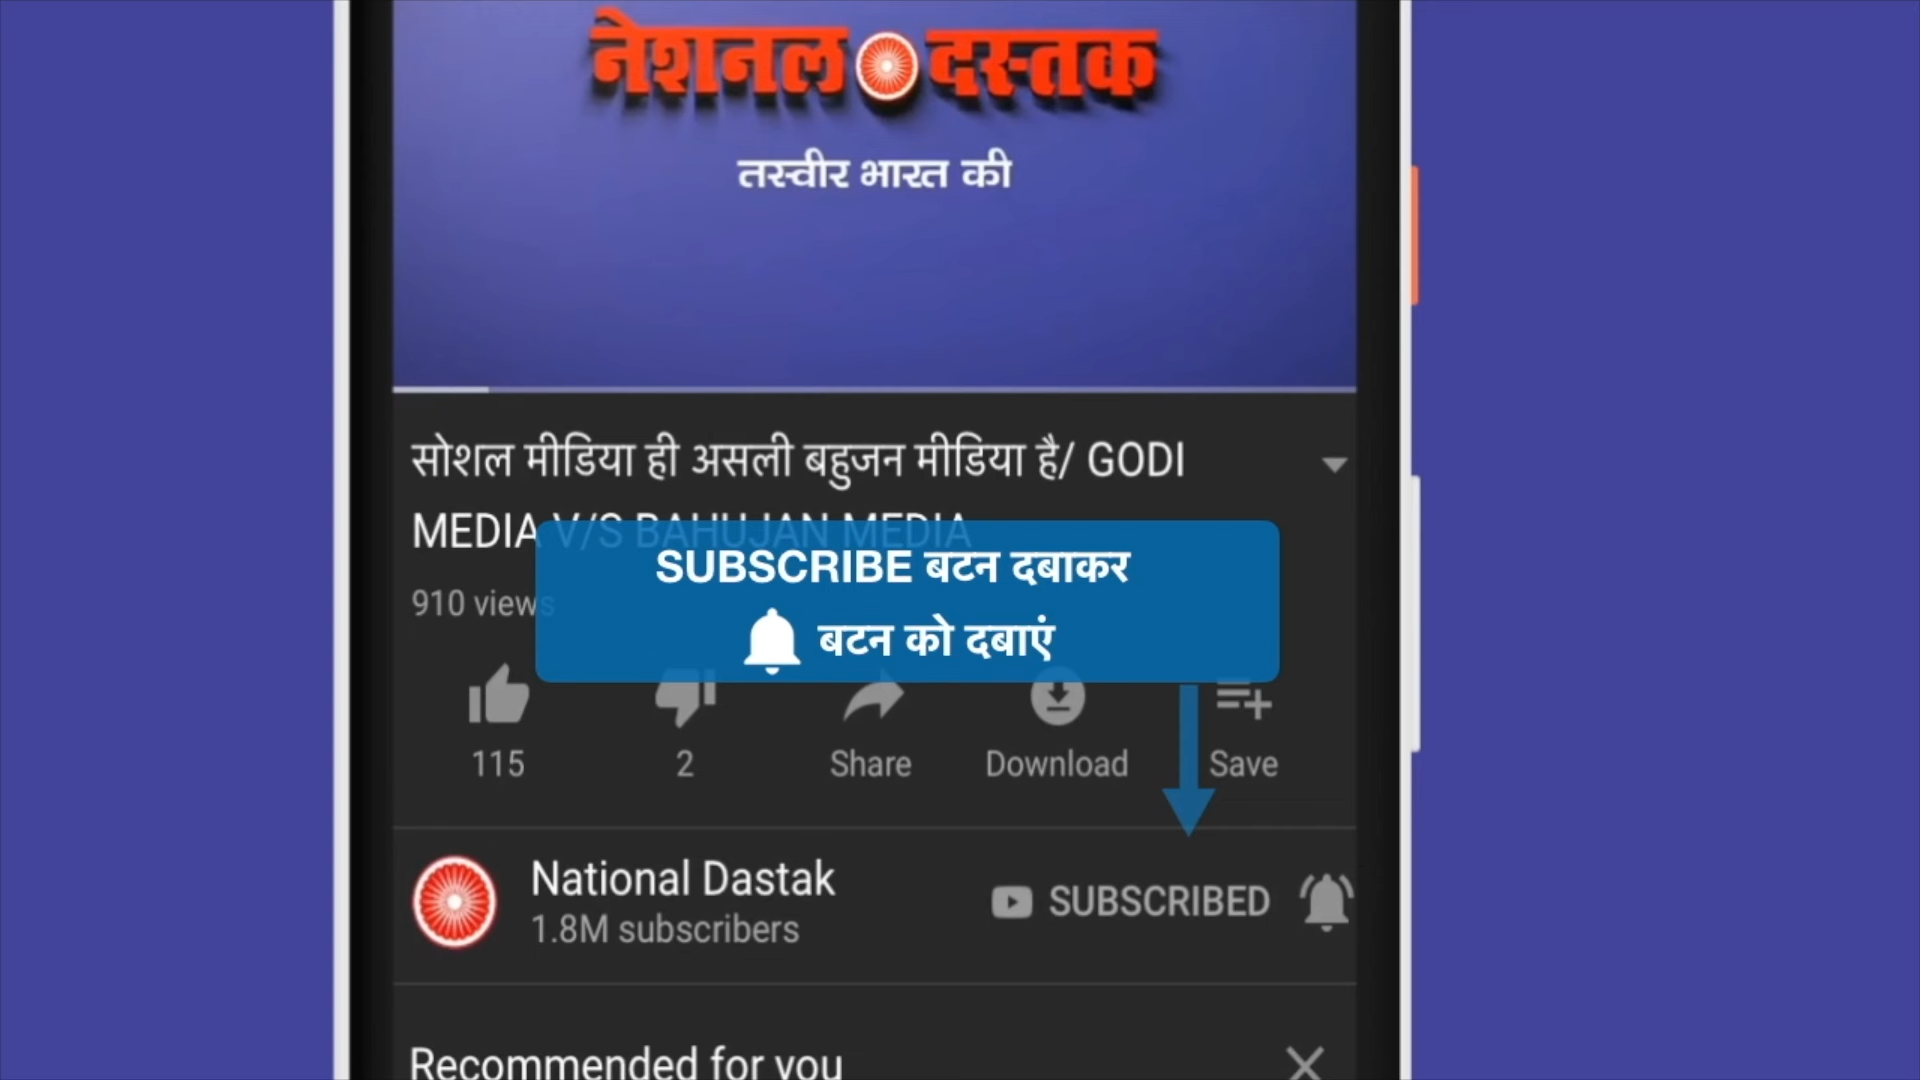 नेशनल दस्तक
तस्वीर भारत की
सोशल मीडिया ही असली बहुजन मीडिया है/ GODI
MEDIA V/S BAHUJAN MEDIA
910 views
SUBSCRIBE बटन दबाकर
बटन को दबाएं
115 2 Share Download Save
National Dastak
1.8M subscribers
SUBSCRIBED
Recommended for you